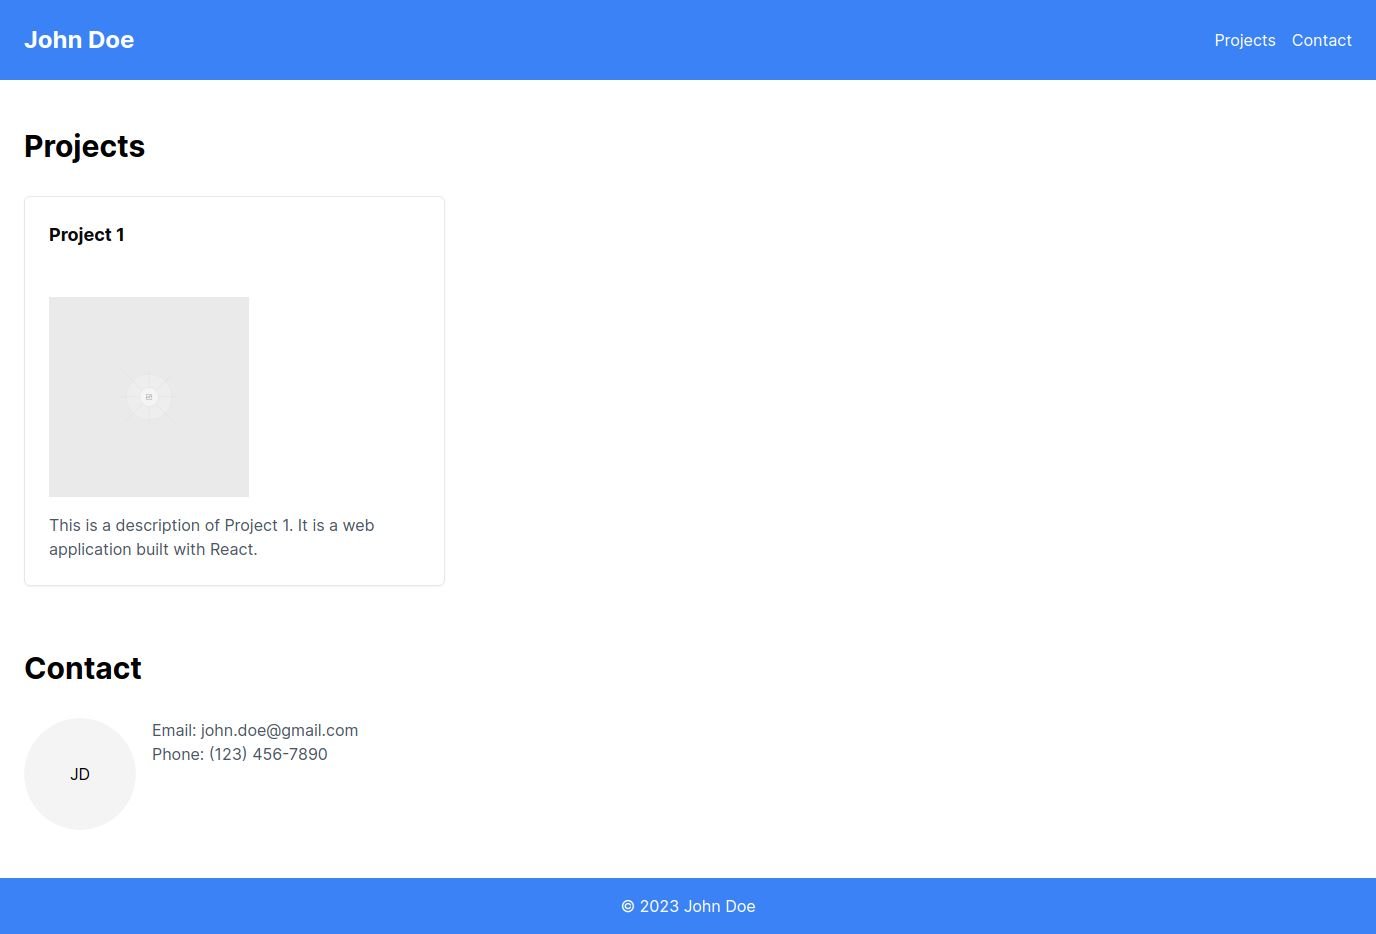 John Doe
Projects Contact
Projects
Project 1
This is a description of Project 1. It is a web
application built with React.
Contact
JD
Email: john.doe@gmail.com
Phone: (123) 456-7890
© 2023 John Doe